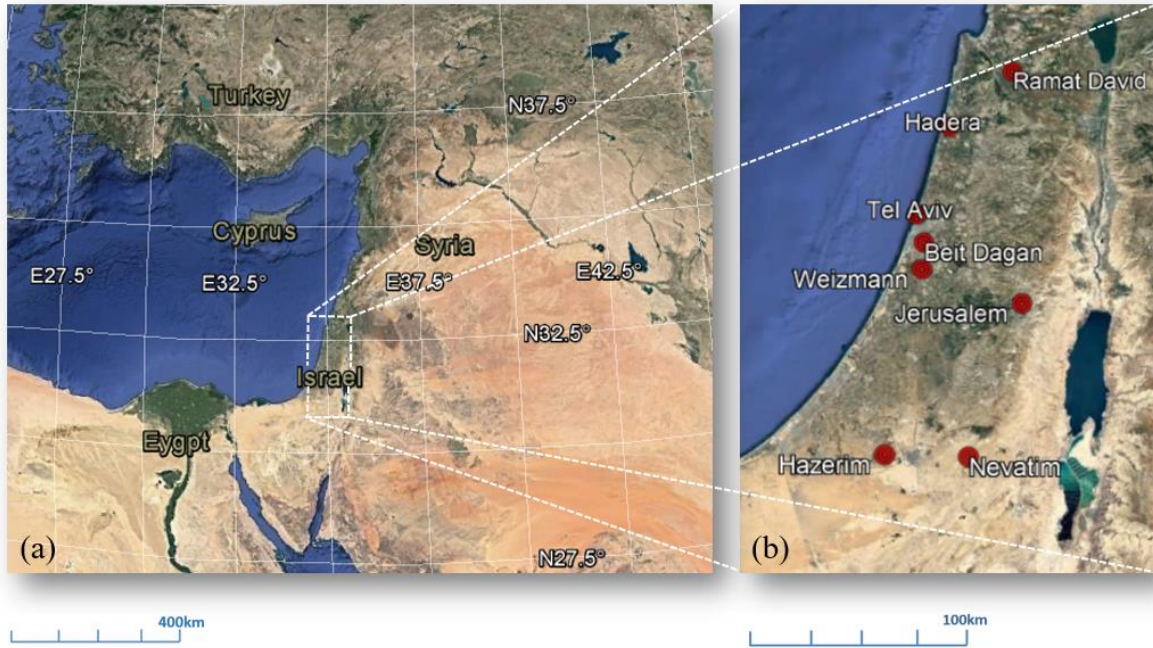 Turkey
N37.5°
Cyprus
Syria
E27.5°
E32.5°
E37.5°
E42.5°
N32.5°
Israel
Eygpt
N27.5°
(a)
400km
Ramat David
Hadera
Tel Aviv
Beit Dagan
Weizmann
Jerusalem
Hazerim
Nevatim
(b)
100km